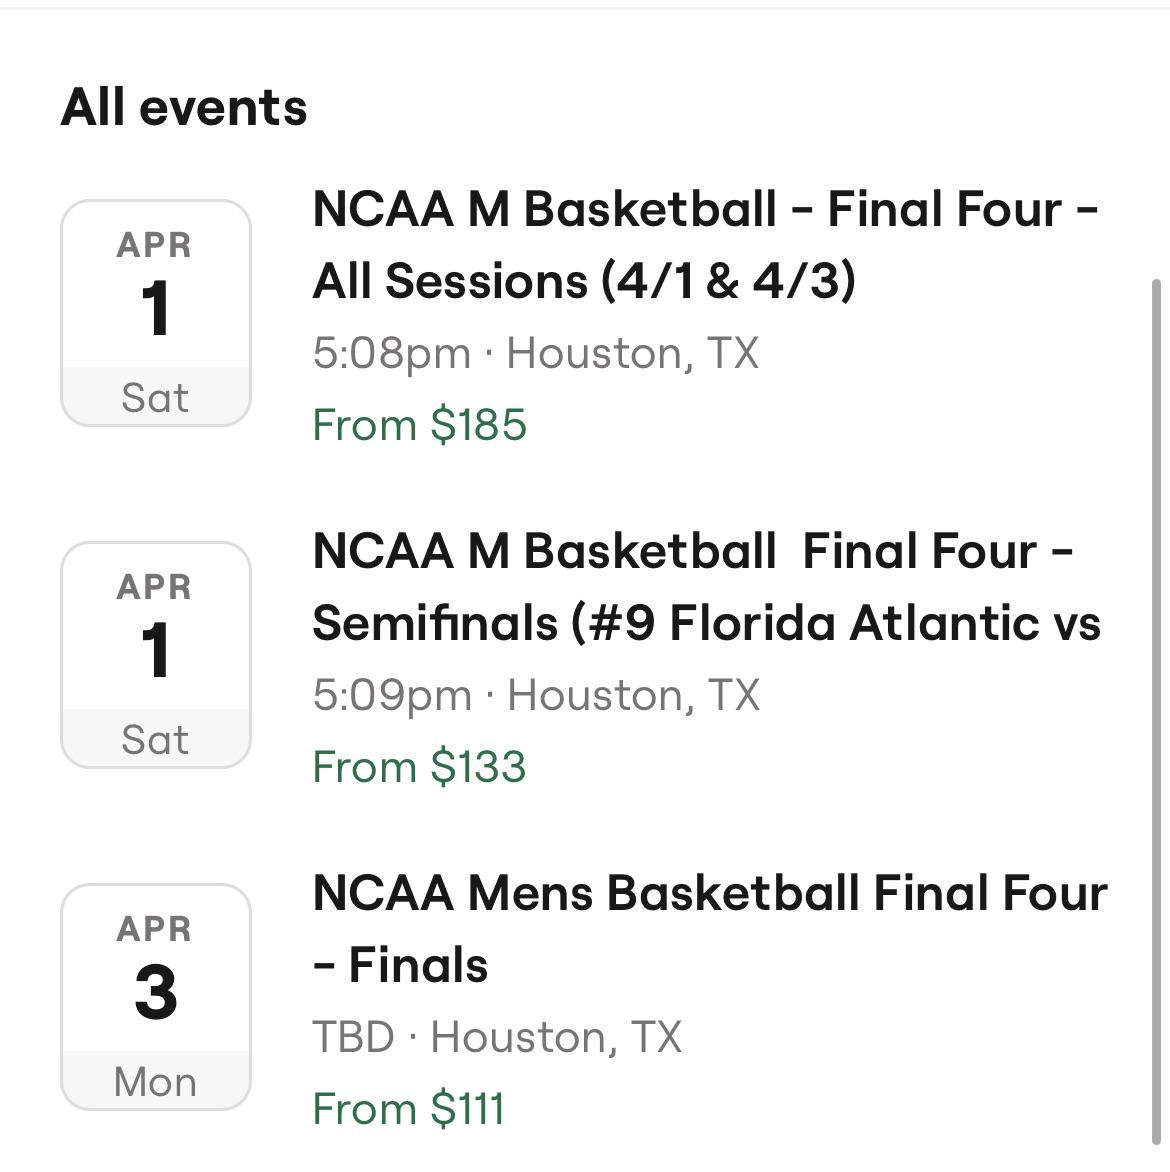 All events
APR
1
Sat
NCAA M Basketball - Final Four -
All Sessions (4/1 & 4/3)
5:08pm · Houston, TX
From $185
APR
1
Sat
NCAA M Basketball  Final Four -
Semifinals (#9 Florida Atlantic vs
5:09pm · Houston, TX
From $133
APR
3
Mon
NCAA Mens Basketball Final Four
- Finals
TBD · Houston, TX
From $111